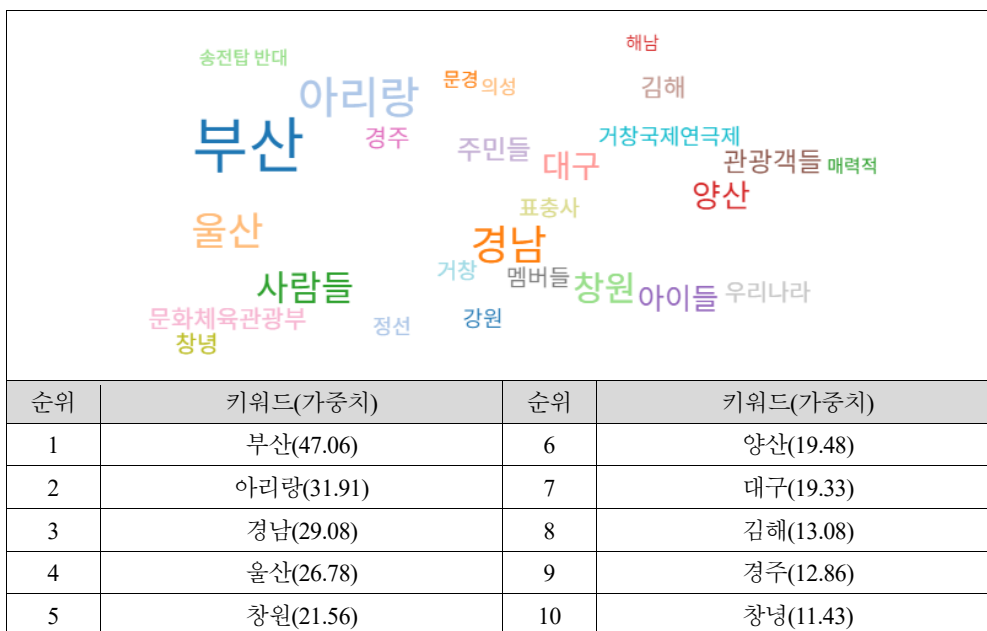 해남
송전탑 반대
아리랑
문경
의성
김해
부산
경주
주민들
대구
거창국제연극제
관광객들
매력적
양산
표충사
울산
경남
거창
멤버들
사람들
창원
아이들
우리나라
문화체육관광부
정선
강원
창녕
순위 키워드(가중치) 순위 키워드(가중치)
1 부산(47.06) 6 양산(19.48)
2 아리랑(31.91) 7 대구(19.33)
3 경남(29.08) 8 김해(13.08)
4 울산(26.78) 9 경주(12.86)
5 창원(21.56) 10 창녕(11.43)